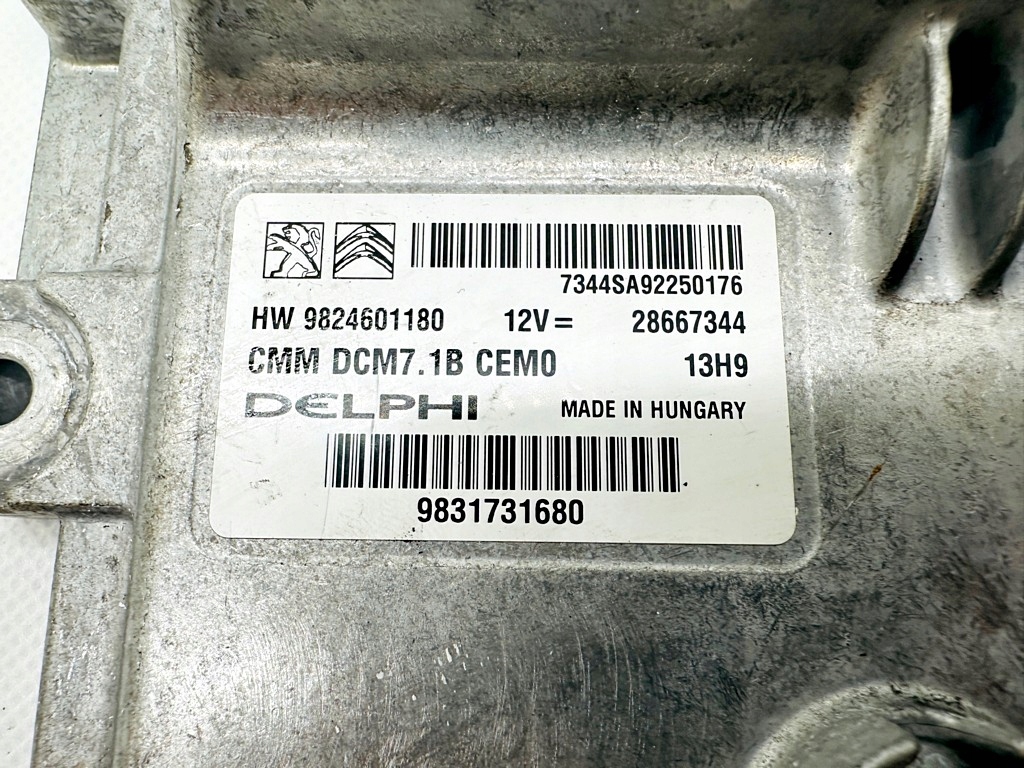 7344SA92250176
HW 9824601180 12V= 28667344
CMM DCM7.1B CEM0 13H9
DELPHI MADE IN HUNGARY
9831731680